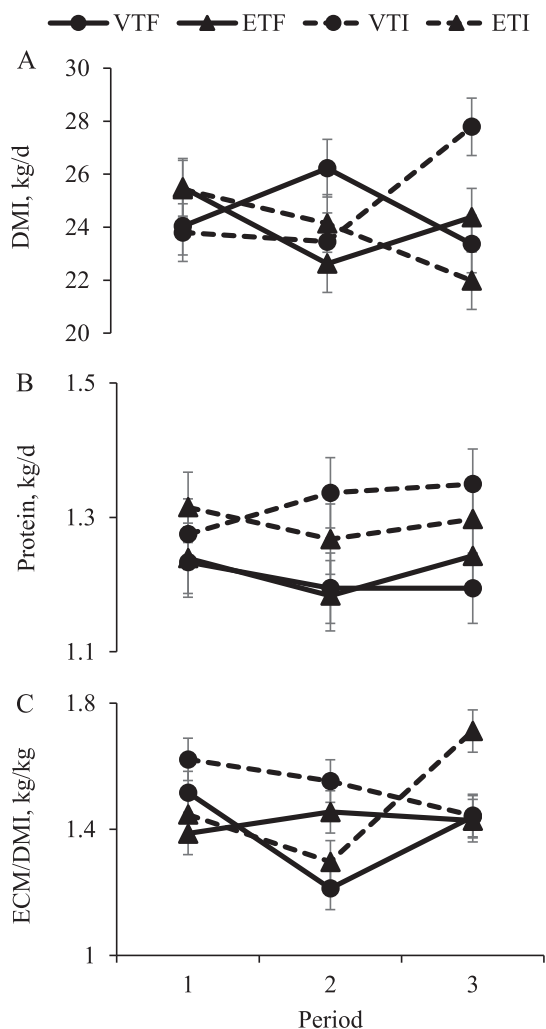 VTF ETF VTI ETI
A
30
28
26
24
22
20
DMI, kg/d
B
1.5
1.3
1.1
Protein, kg/d
C
1.8
1.4
1
ECM/DMI, kg/kg
1 2 3
Period